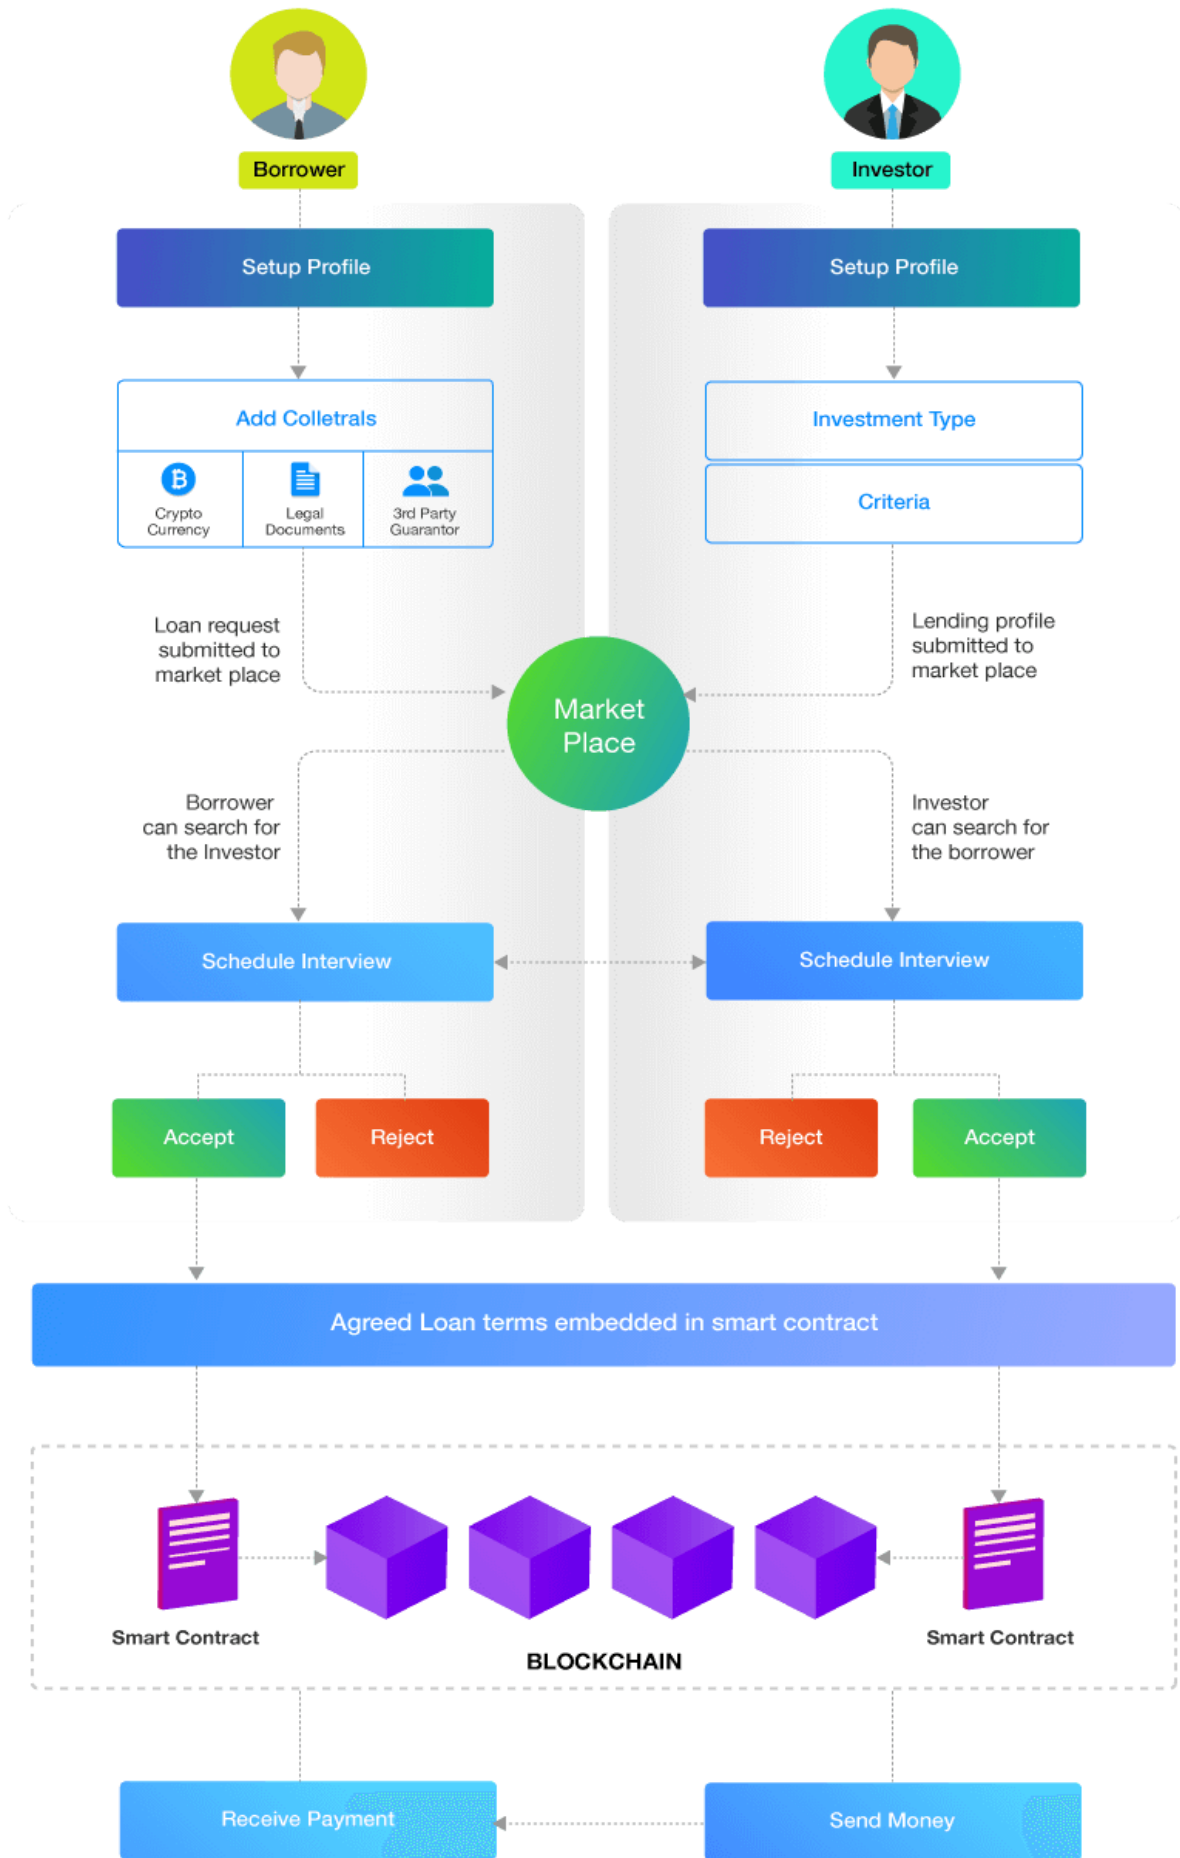 Borrower
Investor
Setup Profile
Setup Profile
Add Colletrals
Crypto
Currency
Legal
Documents
3rd Party
Guarantor
Investment Type
Criteria
Loan request
submitted to
market place
Lending profile
submitted to
market place
Market
Place
Borrower
can search for
the Investor
Investor
can search for
the borrower
Schedule Interview
Schedule Interview
Accept
Reject
Reject
Accept
Agreed Loan terms embedded in smart contract
Smart Contract
Smart Contract
BLOCKCHAIN
Receive Payment
Send Money